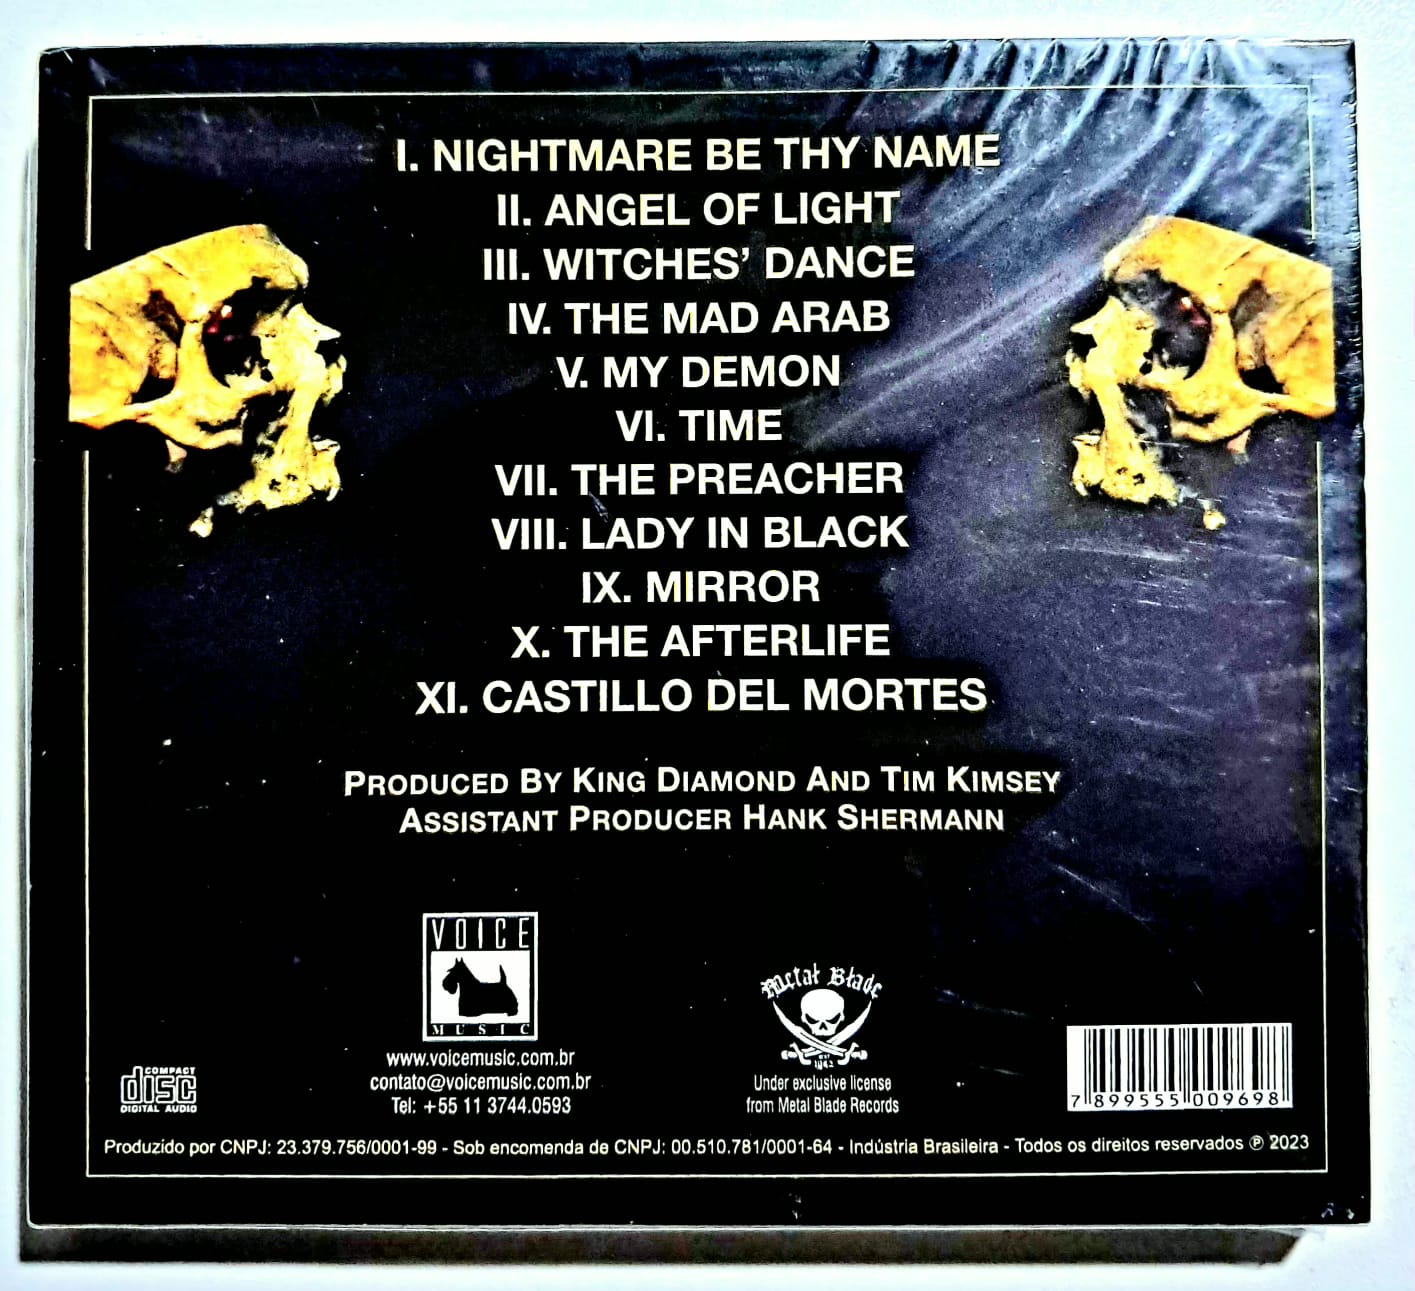 I. NIGHTMARE BE THY NAME
II. ANGEL OF LIGHT
III. WITCHES' DANCE
IV. THE MAD ARAB
V. MY DEMON
VI. TIME
VII. THE PREACHER
VIII. LADY IN BLACK
IX. MIRROR
X. THE AFTERLIFE
XI. CASTILLO DEL MORTES
PRODUCED BY KING DIAMOND AND TIM KIMSEY
ASSISTANT PRODUCER HANK SHERMANN
VOICE
MUSIC
www.voicemusic.com.br
contato@voicemusic.com.br
Tel: +55 11 3744.0593
Metal Blade
EST
1982
Under exclusive license
from Metal Blade Records
COMPACT
disc
DIGITAL AUDIO
7 899555 009698
Produzido por CNPJ: 23.379.756/0001-99 - Sob encomenda de CNPJ: 00.510.781/0001-64 - Indústria Brasileira - Todos os direitos reservados ℗ 2023